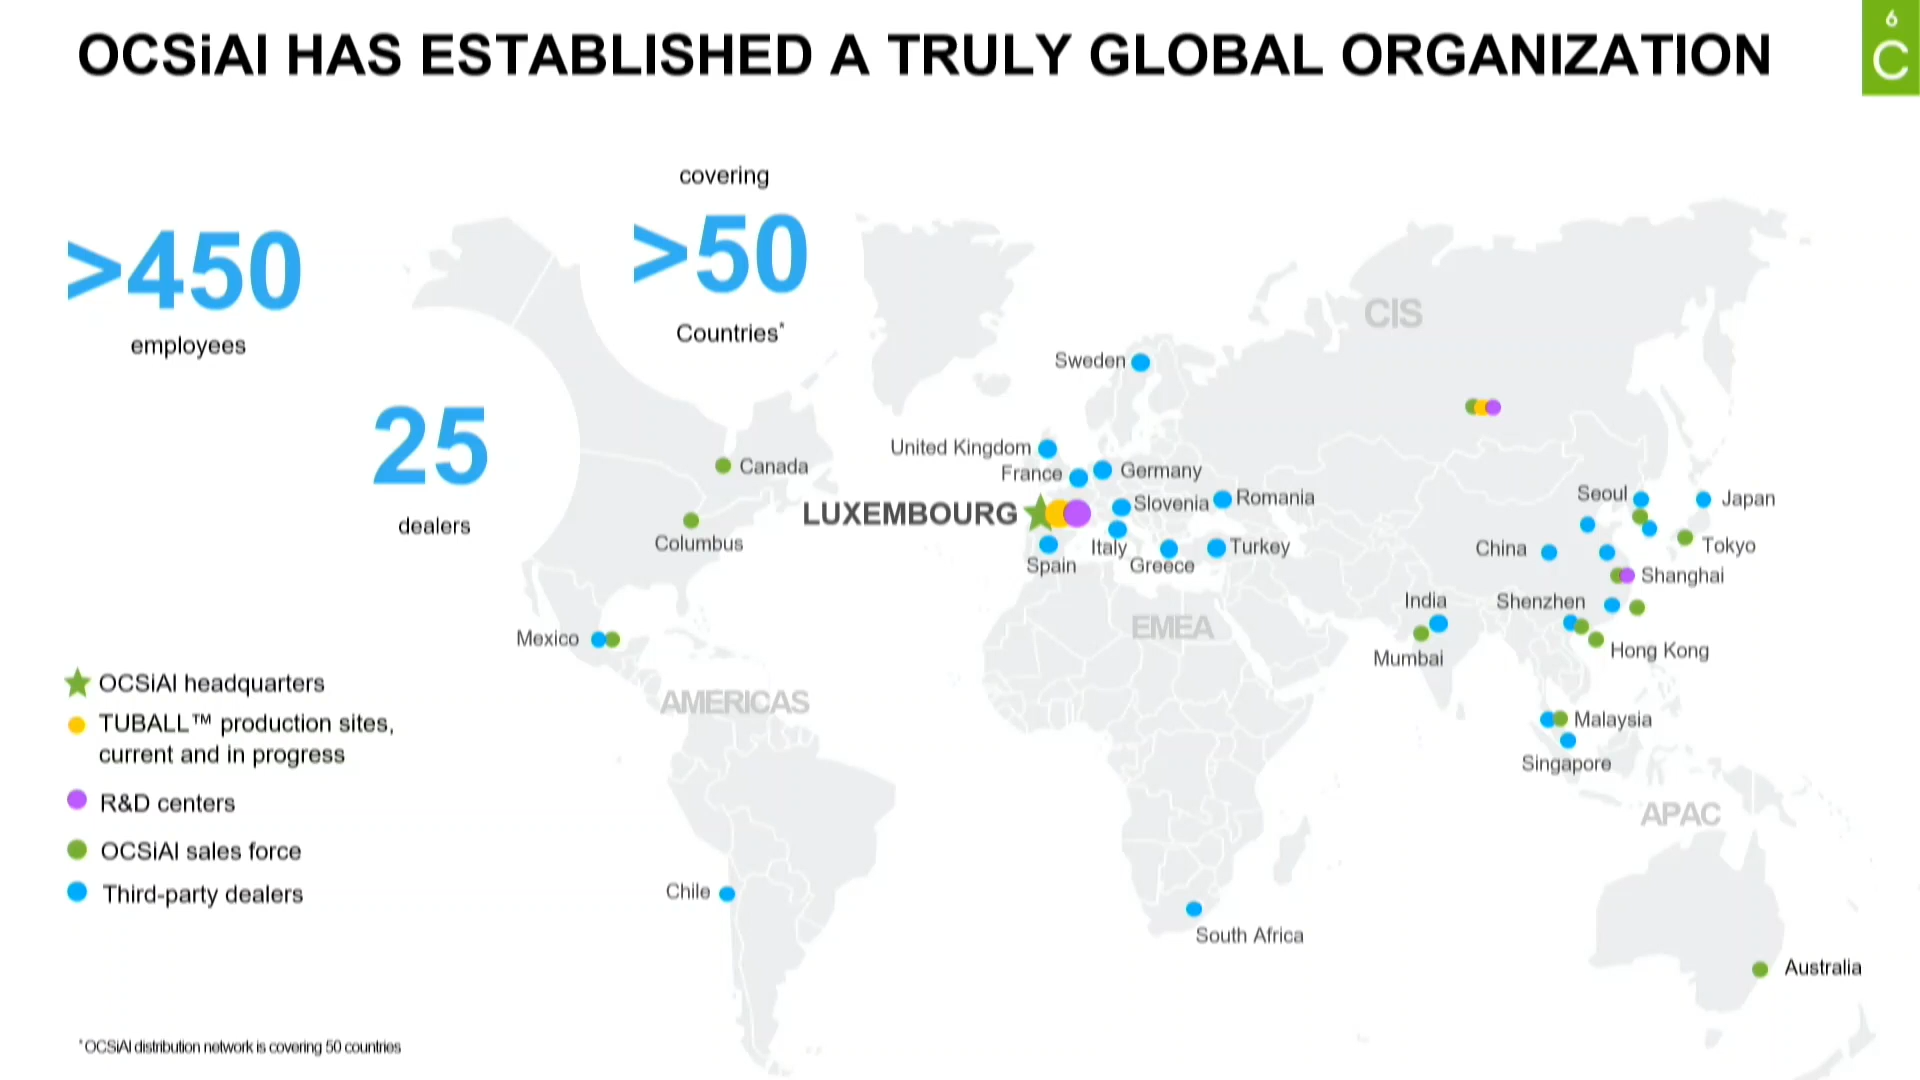 6
C
OCSiAl HAS ESTABLISHED A TRULY GLOBAL ORGANIZATION
covering
>50
Countries*
>450
employees
25
dealers
CIS
Sweden
United Kingdom
France
Germany
Canada
LUXEMBOURG
Slovenia
Romania
Seoul
Japan
Columbus
Spain
Italy
Greece
Turkey
China
Tokyo
Shanghai
India
Shenzhen
EMEA
Mexico
Mumbai
Hong Kong
AMERICAS
Malaysia
Singapore
APAC
Chile
South Africa
Australia
OCSiAl headquarters
TUBALL™ production sites,
current and in progress
R&D centers
OCSiAl sales force
Third-party dealers
*OCSiAl distribution network is covering 50 countries